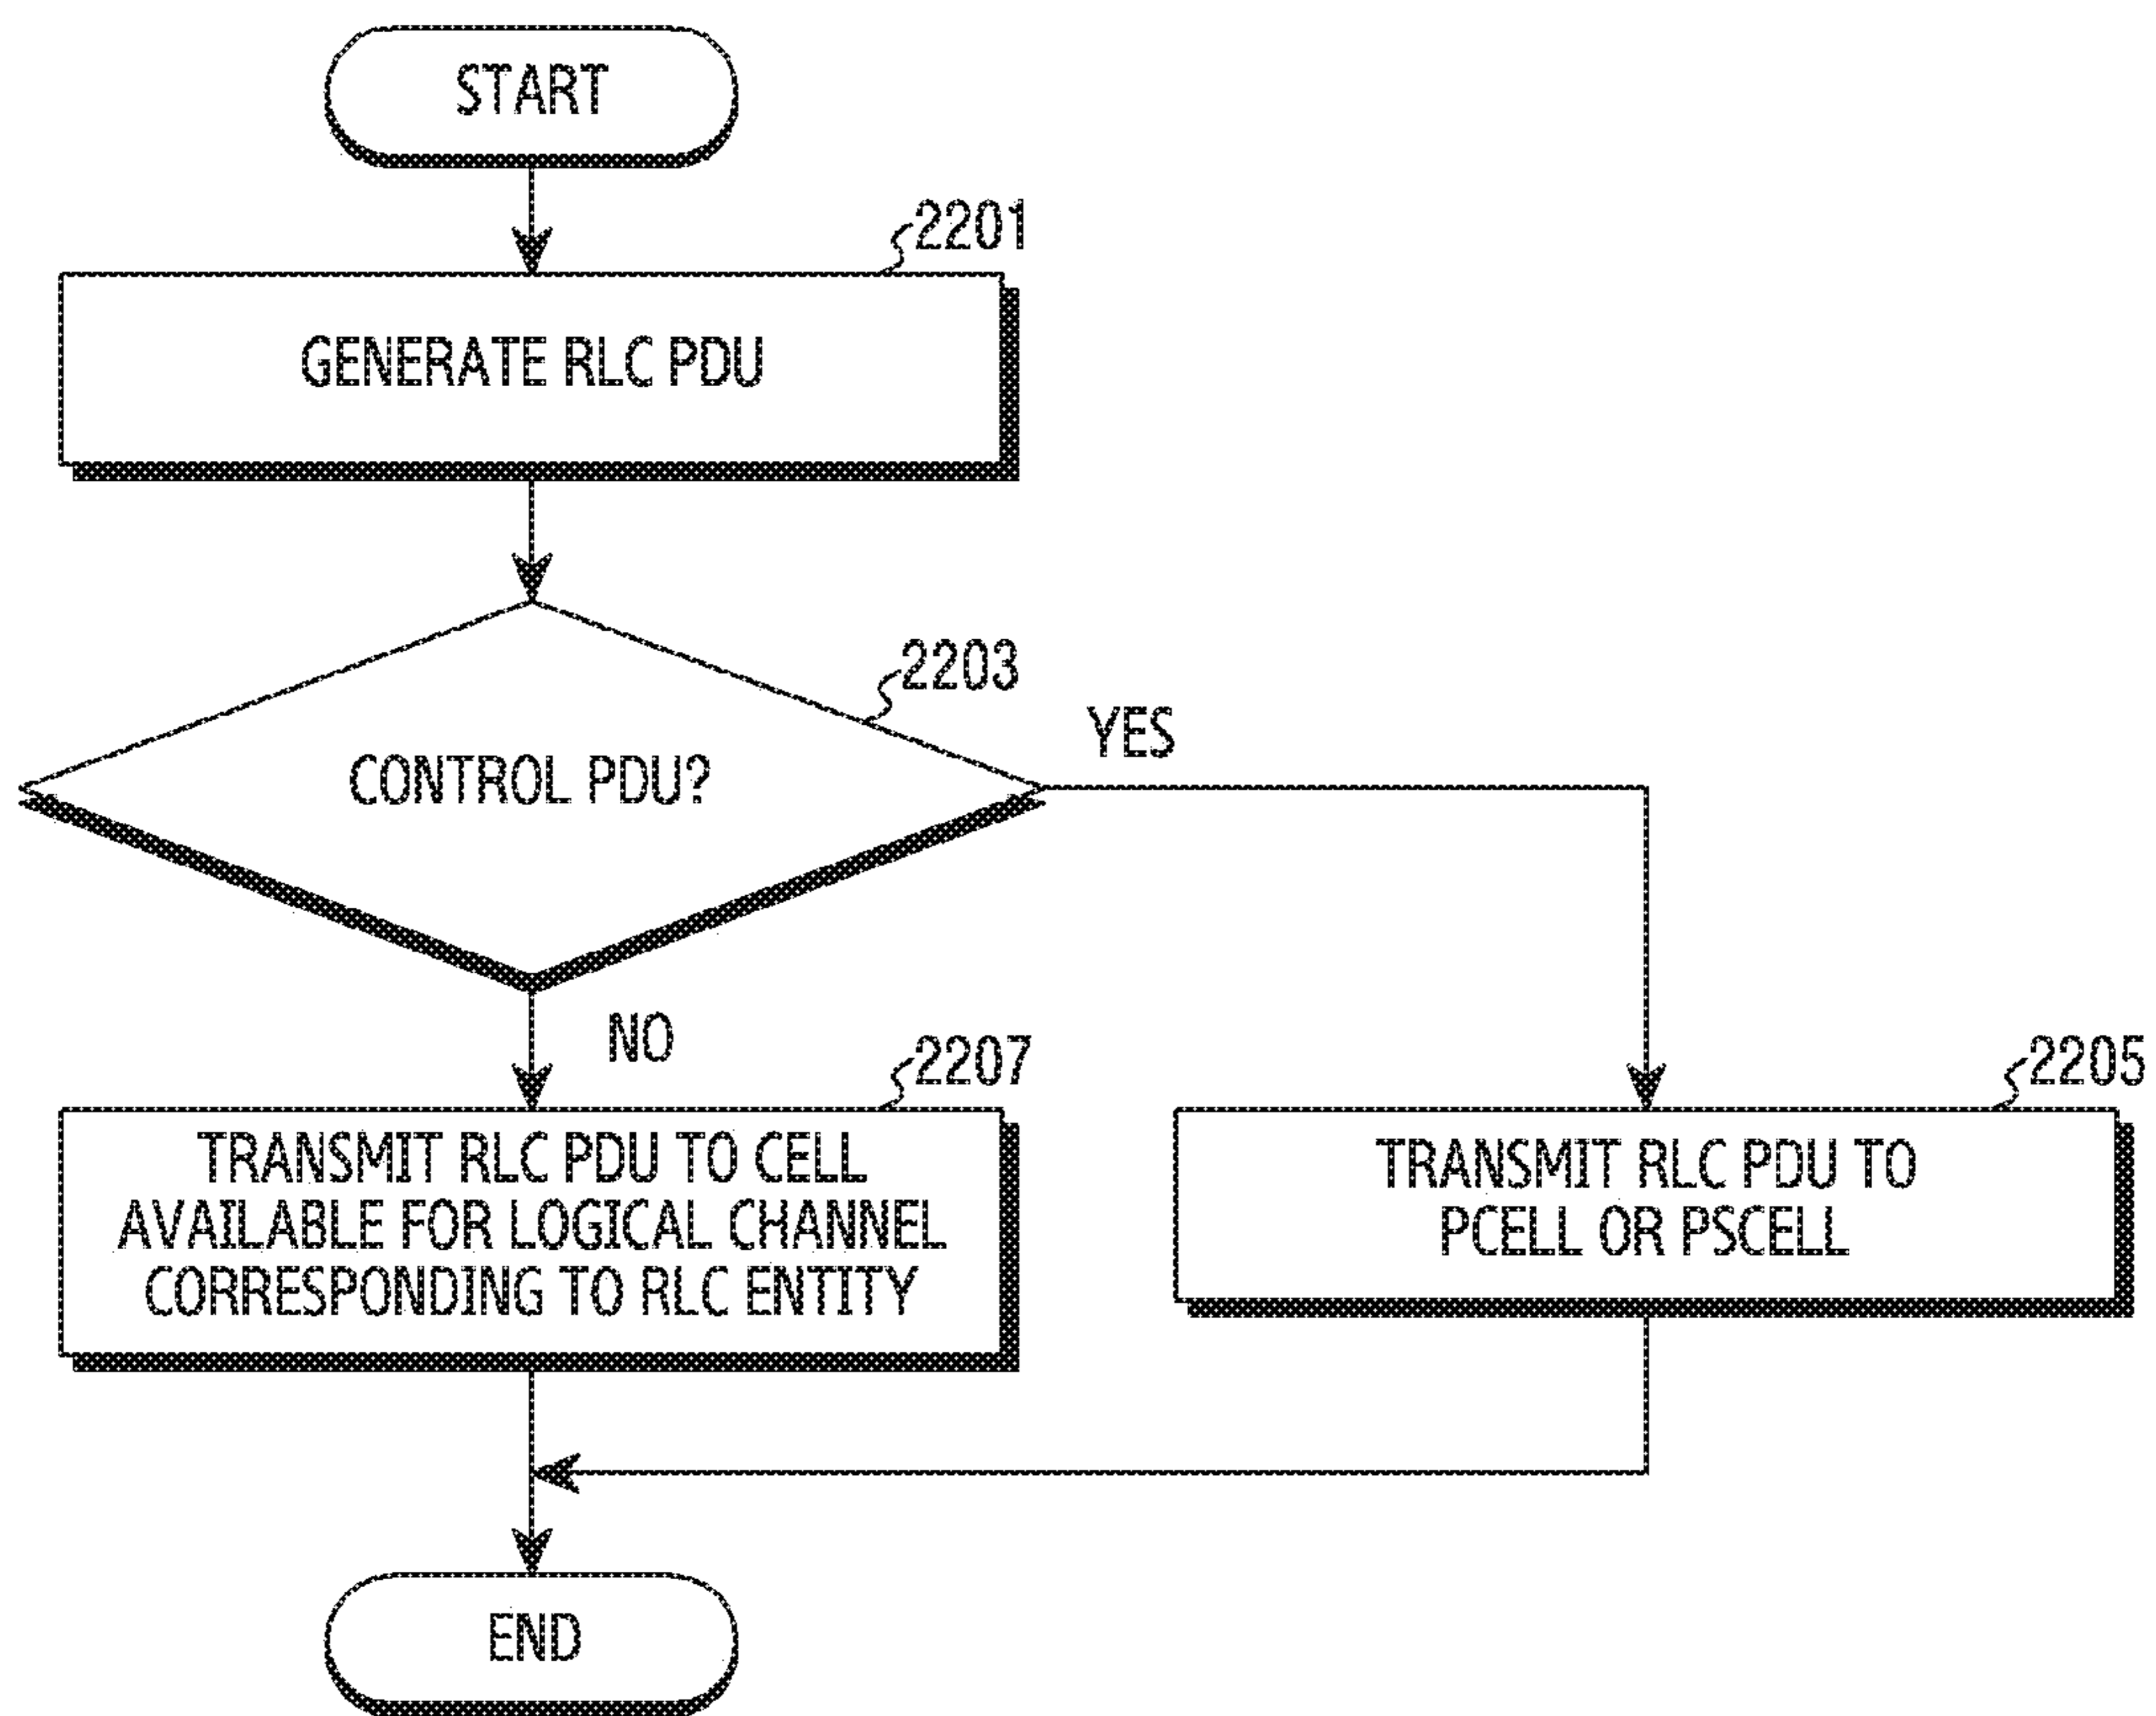 START
2201
GENERATE RLC PDU
2203
CONTROL PDU?
YES
NO
2207
TRANSMIT RLC PDU TO CELL
AVAILABLE FOR LOGICAL CHANNEL
CORRESPONDING TO RLC ENTITY
2205
TRANSMIT RLC PDU TO
PCELL OR PSCELL
END